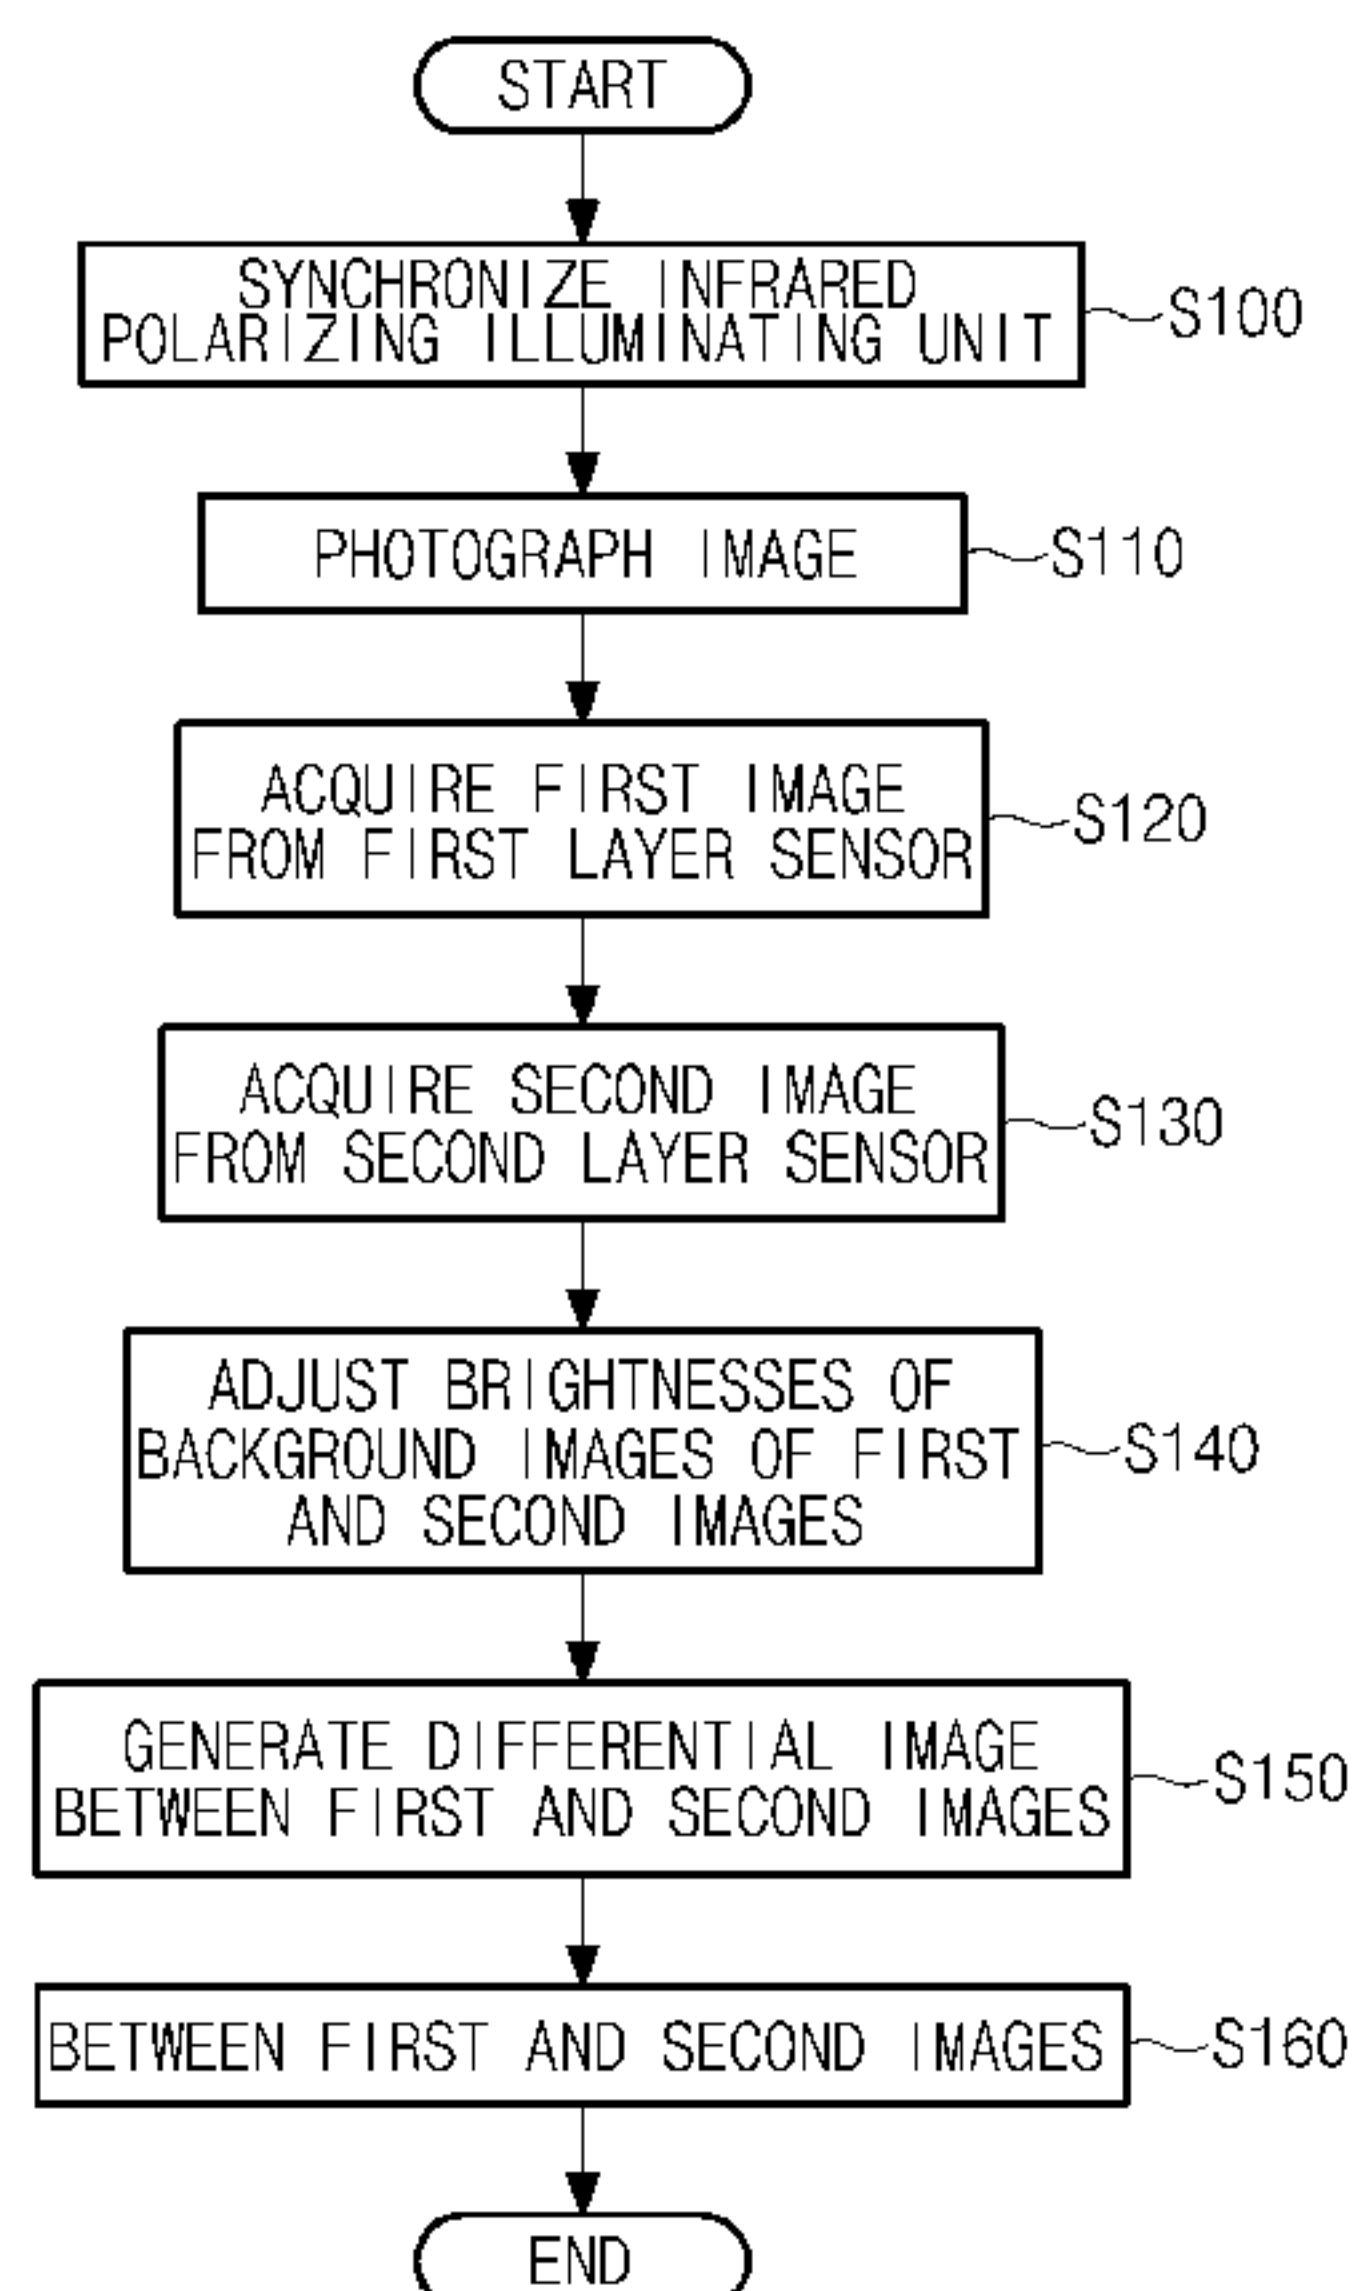 START
SYNCHRONIZE INFRARED
POLARIZING ILLUMINATING UNIT
S100
PHOTOGRAPH IMAGE
S110
ACQUIRE FIRST IMAGE
FROM FIRST LAYER SENSOR
S120
ACQUIRE SECOND IMAGE
FROM SECOND LAYER SENSOR
S130
ADJUST BRIGHTNESSES OF
BACKGROUND IMAGES OF FIRST
AND SECOND IMAGES
S140
GENERATE DIFFERENTIAL IMAGE
BETWEEN FIRST AND SECOND IMAGES
S150
BETWEEN FIRST AND SECOND IMAGES
S160
END